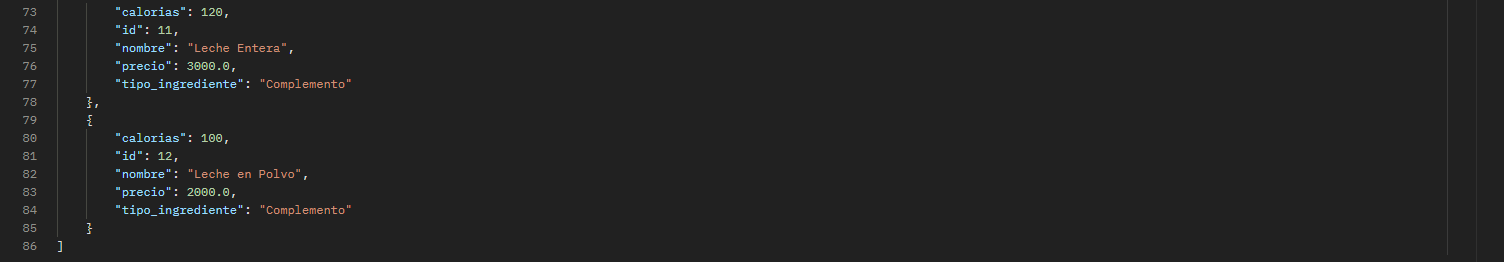 73 "calorias": 120,
74 "id": 11,
75 "nombre": "Leche Entera",
76 "precio": 3000.0,
77 "tipo_ingrediente": "Complemento"
78 },
79 {
80 "calorias": 100,
81 "id": 12,
82 "nombre": "Leche en Polvo",
83 "precio": 2000.0,
84 "tipo_ingrediente": "Complemento"
85 }
86 ]